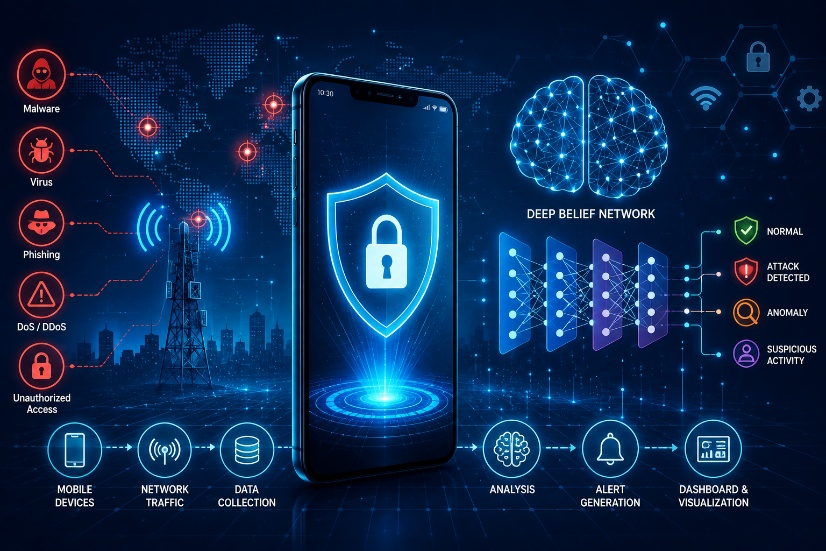 10:30
Malware
Virus
Phishing
DoS / DDoS
Unauthorized
Access
DEEP BELIEF NETWORK
NORMAL
ATTACK
DETECTED
ANOMALY
SUSPICIOUS
ACTIVITY
MOBILE
DEVICES
NETWORK
TRAFFIC
DATA
COLLECTION
ANALYSIS
ALERT
GENERATION
DASHBOARD &
VISUALIZATION